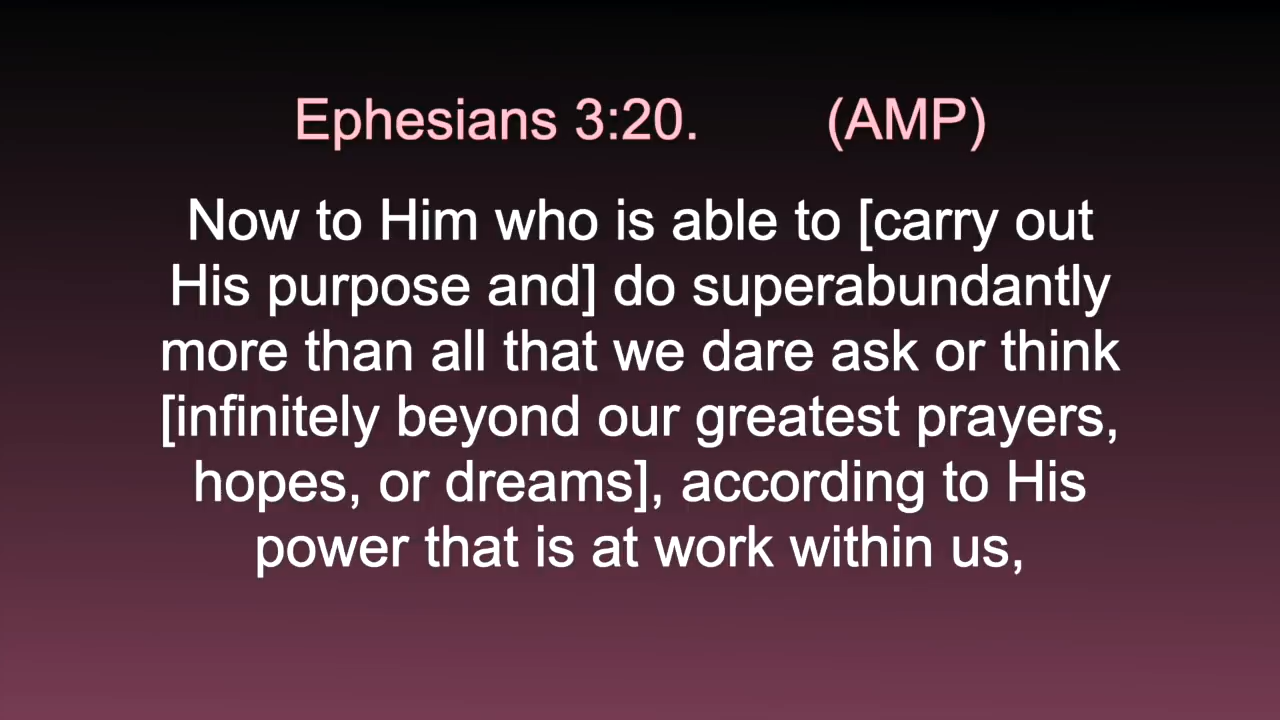 Ephesians 3:20. (AMP)
Now to Him who is able to [carry out
His purpose and] do superabundantly
more than all that we dare ask or think
[infinitely beyond our greatest prayers,
hopes, or dreams], according to His
power that is at work within us,